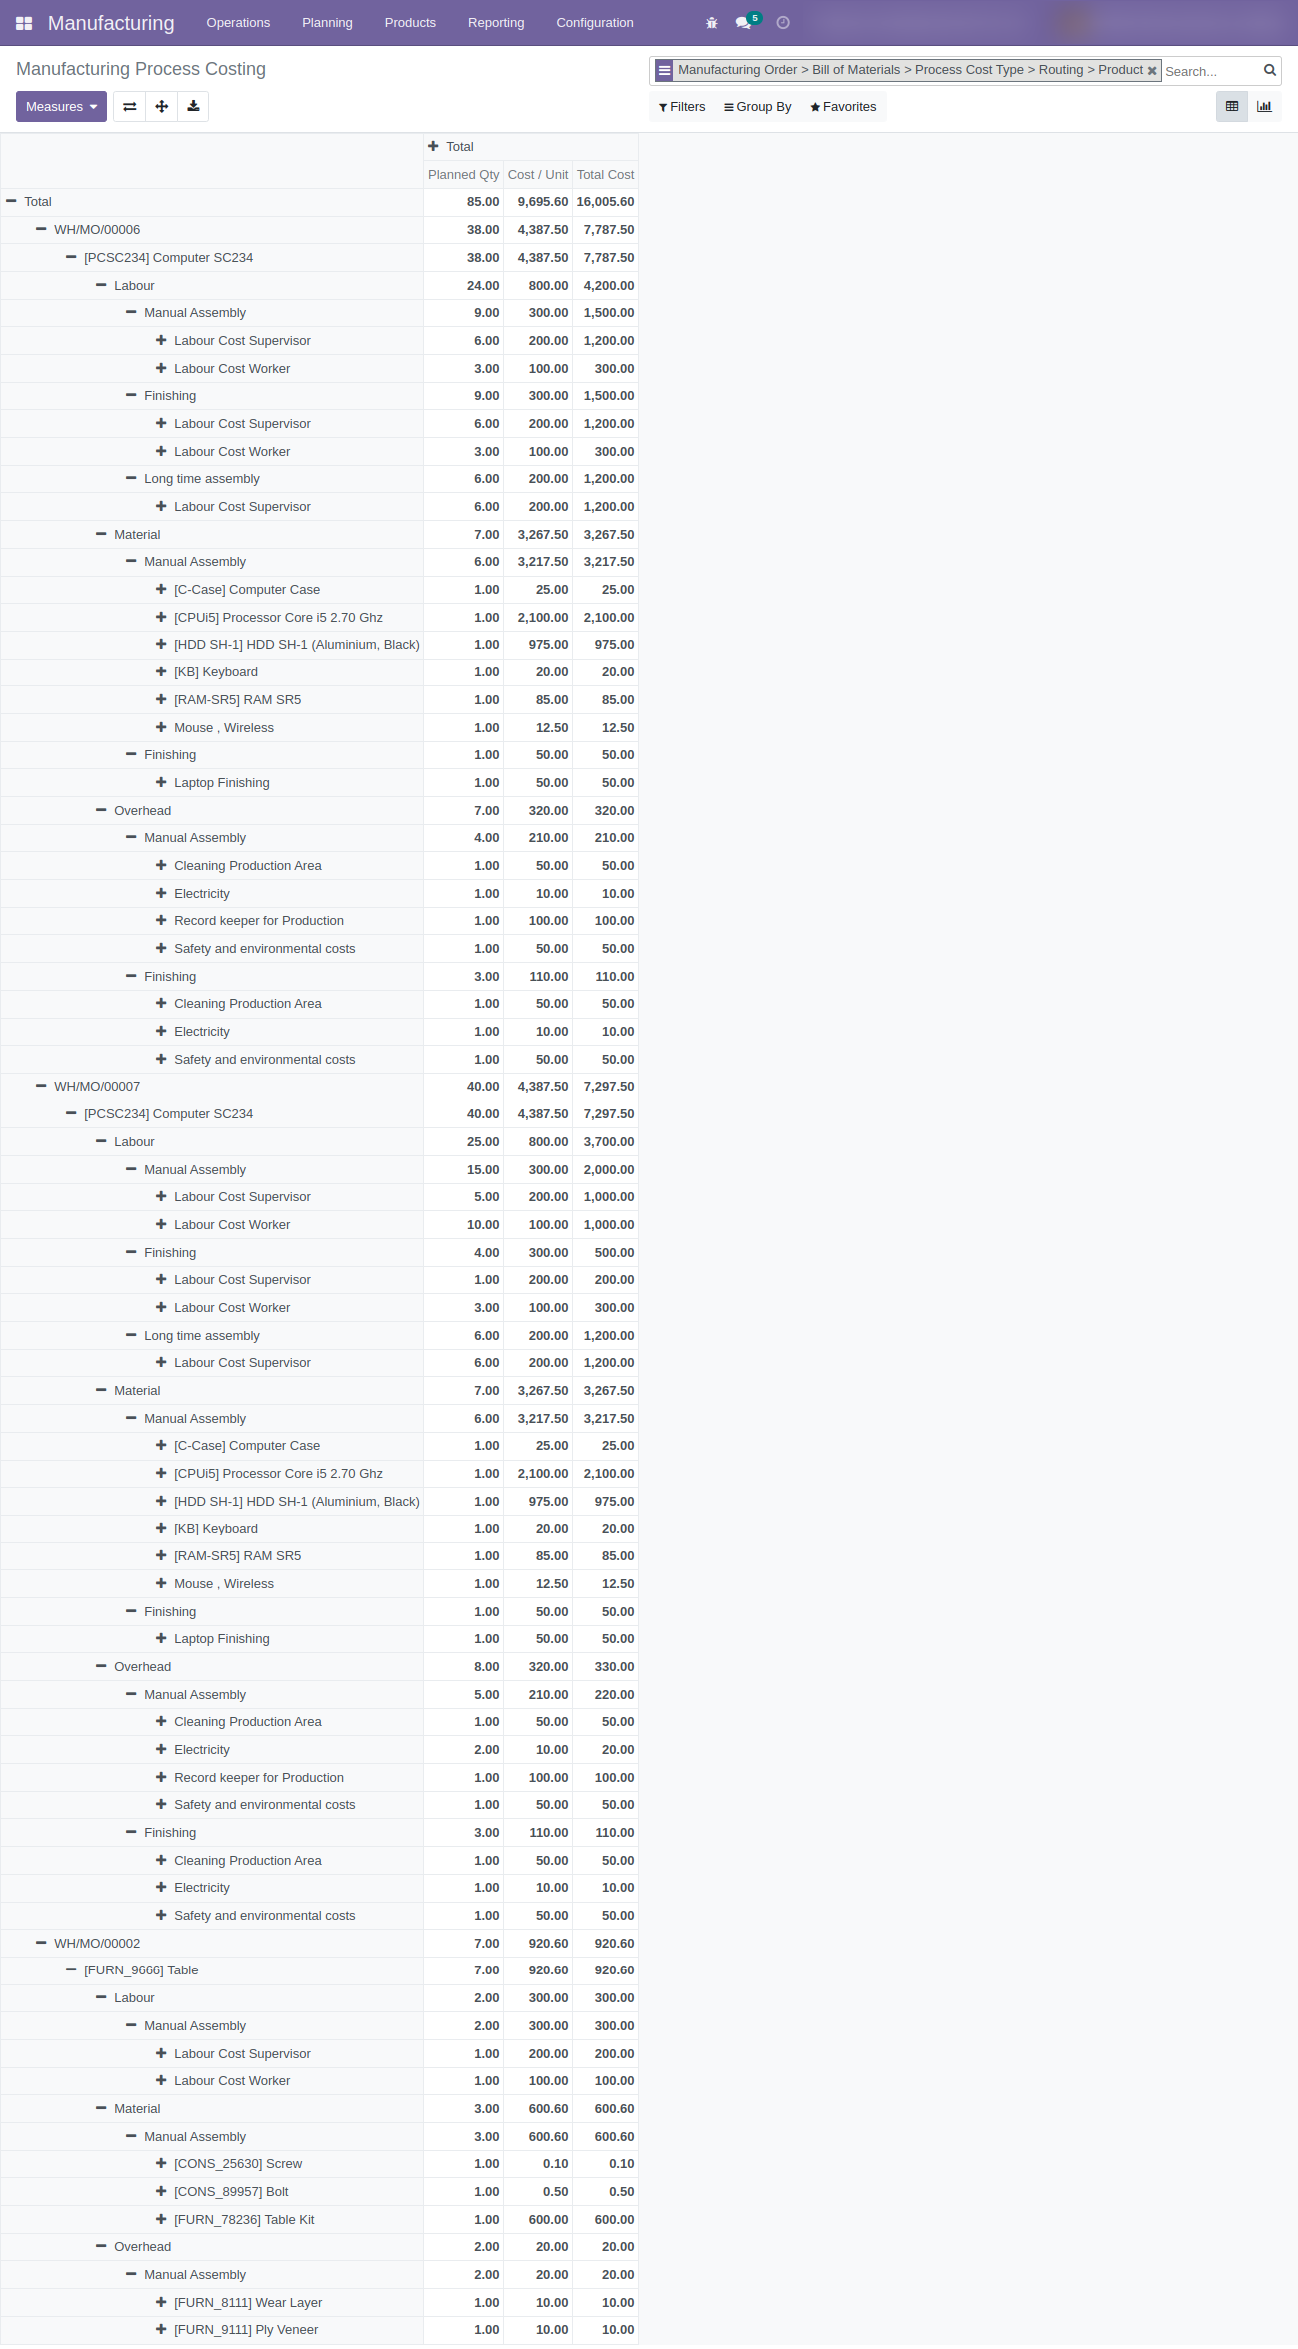 Manufacturing Operations Planning Products Reporting Configuration 5
Manufacturing Process Costing
Manufacturing Order > Bill of Materials > Process Cost Type > Routing > Product Search...
Measures Filters Group By Favorites
Total
Planned Qty Cost / Unit Total Cost
Total 85.00 9,695.60 16,005.60
WH/MO/00006 38.00 4,387.50 7,787.50
[PCSC234] Computer SC234 38.00 4,387.50 7,787.50
Labour 24.00 800.00 4,200.00
Manual Assembly 9.00 300.00 1,500.00
Labour Cost Supervisor 6.00 200.00 1,200.00
Labour Cost Worker 3.00 100.00 300.00
Finishing 9.00 300.00 1,500.00
Labour Cost Supervisor 6.00 200.00 1,200.00
Labour Cost Worker 3.00 100.00 300.00
Long time assembly 6.00 200.00 1,200.00
Labour Cost Supervisor 6.00 200.00 1,200.00
Material 7.00 3,267.50 3,267.50
Manual Assembly 6.00 3,217.50 3,217.50
[C-Case] Computer Case 1.00 25.00 25.00
[CPUi5] Processor Core i5 2.70 Ghz 1.00 2,100.00 2,100.00
[HDD SH-1] HDD SH-1 (Aluminium, Black) 1.00 975.00 975.00
[KB] Keyboard 1.00 20.00 20.00
[RAM-SR5] RAM SR5 1.00 85.00 85.00
Mouse , Wireless 1.00 12.50 12.50
Finishing 1.00 50.00 50.00
Laptop Finishing 1.00 50.00 50.00
Overhead 7.00 320.00 320.00
Manual Assembly 4.00 210.00 210.00
Cleaning Production Area 1.00 50.00 50.00
Electricity 1.00 10.00 10.00
Record keeper for Production 1.00 100.00 100.00
Safety and environmental costs 1.00 50.00 50.00
Finishing 3.00 110.00 110.00
Cleaning Production Area 1.00 50.00 50.00
Electricity 1.00 10.00 10.00
Safety and environmental costs 1.00 50.00 50.00
WH/MO/00007 40.00 4,387.50 7,297.50
[PCSC234] Computer SC234 40.00 4,387.50 7,297.50
Labour 25.00 800.00 3,700.00
Manual Assembly 15.00 300.00 2,000.00
Labour Cost Supervisor 5.00 200.00 1,000.00
Labour Cost Worker 10.00 100.00 1,000.00
Finishing 4.00 300.00 500.00
Labour Cost Supervisor 1.00 200.00 200.00
Labour Cost Worker 3.00 100.00 300.00
Long time assembly 6.00 200.00 1,200.00
Labour Cost Supervisor 6.00 200.00 1,200.00
Material 7.00 3,267.50 3,267.50
Manual Assembly 6.00 3,217.50 3,217.50
[C-Case] Computer Case 1.00 25.00 25.00
[CPUi5] Processor Core i5 2.70 Ghz 1.00 2,100.00 2,100.00
[HDD SH-1] HDD SH-1 (Aluminium, Black) 1.00 975.00 975.00
[KB] Keyboard 1.00 20.00 20.00
[RAM-SR5] RAM SR5 1.00 85.00 85.00
Mouse , Wireless 1.00 12.50 12.50
Finishing 1.00 50.00 50.00
Laptop Finishing 1.00 50.00 50.00
Overhead 8.00 320.00 330.00
Manual Assembly 5.00 210.00 220.00
Cleaning Production Area 1.00 50.00 50.00
Electricity 2.00 10.00 20.00
Record keeper for Production 1.00 100.00 100.00
Safety and environmental costs 1.00 50.00 50.00
Finishing 3.00 110.00 110.00
Cleaning Production Area 1.00 50.00 50.00
Electricity 1.00 10.00 10.00
Safety and environmental costs 1.00 50.00 50.00
WH/MO/00002 7.00 920.60 920.60
[FURN_9666] Table 7.00 920.60 920.60
Labour 2.00 300.00 300.00
Manual Assembly 2.00 300.00 300.00
Labour Cost Supervisor 1.00 200.00 200.00
Labour Cost Worker 1.00 100.00 100.00
Material 3.00 600.60 600.60
Manual Assembly 3.00 600.60 600.60
[CONS_25630] Screw 1.00 0.10 0.10
[CONS_89957] Bolt 1.00 0.50 0.50
[FURN_78236] Table Kit 1.00 600.00 600.00
Overhead 2.00 20.00 20.00
Manual Assembly 2.00 20.00 20.00
[FURN_8111] Wear Layer 1.00 10.00 10.00
[FURN_9111] Ply Veneer 1.00 10.00 10.00